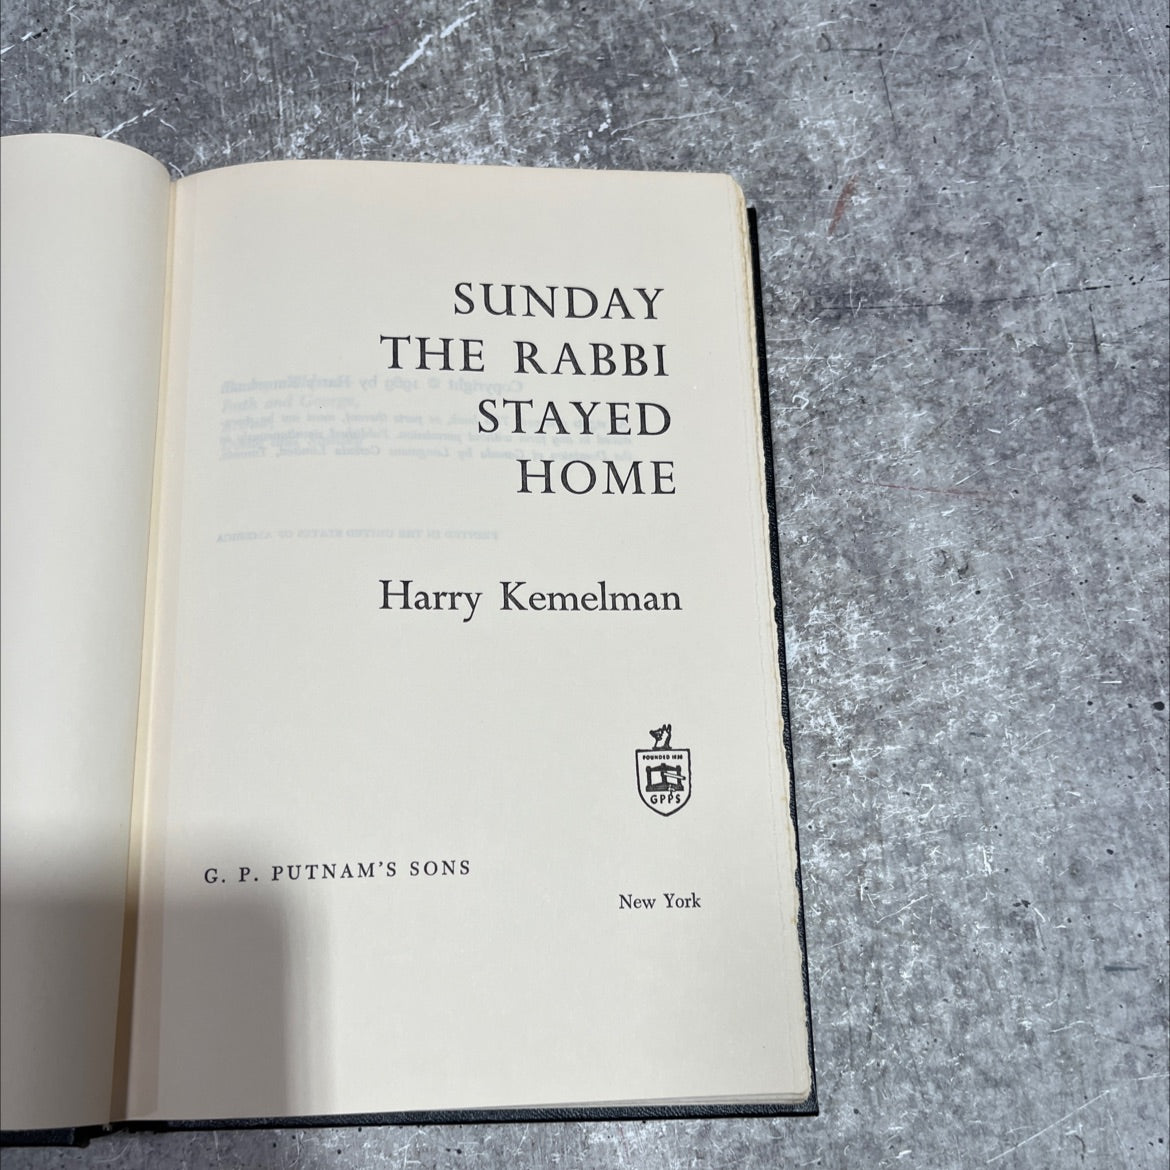 SUNDAY
THE RABBI
STAYED
HOME
Harry Kemelman
FOUNDED 1838
GPPS
G. P. PUTNAM'S SONS
New York